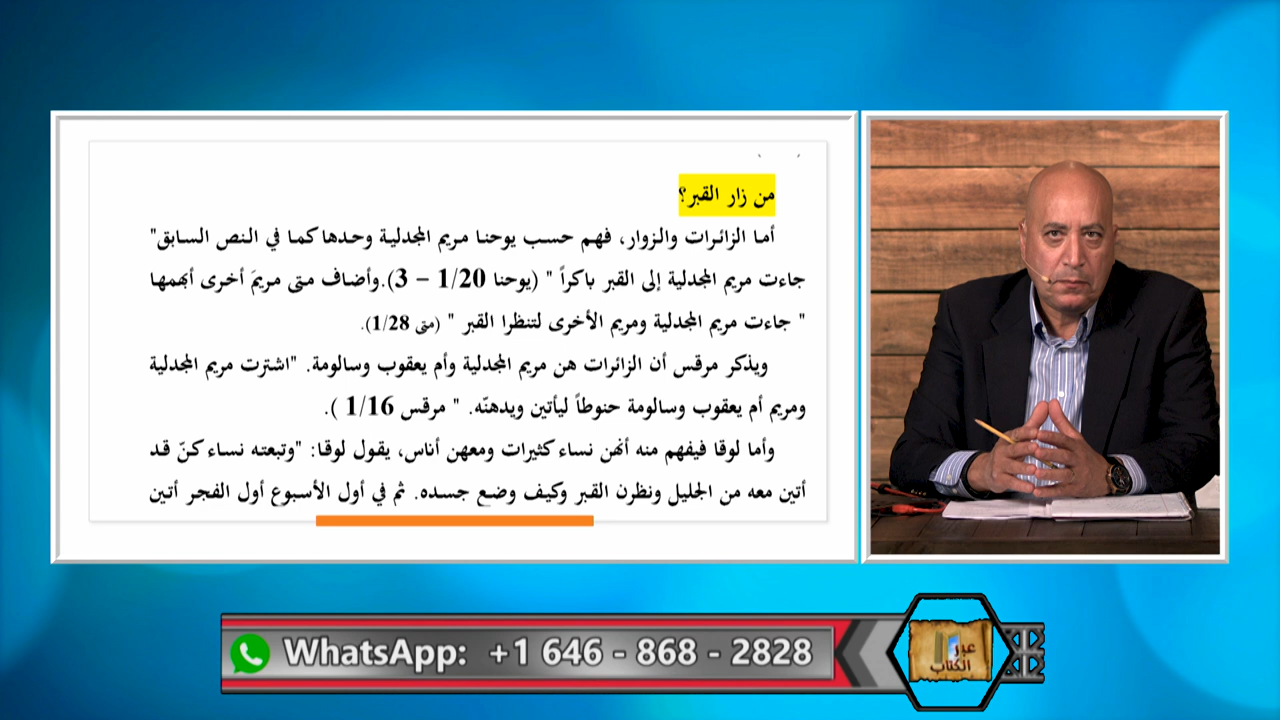 من زار القبر؟
أما الزائرات والزوار، فهم حسب يوحنا مريم المجدلية وحدها كما في النص السابق"
جاءت مريم المجدلية إلى القبر باكراً " (يوحنا 1/20 – 3).وأضاف متى مريمَ أخرى أبهمها
" جاءت مريم المجدلية ومريم الأخرى لتنظرا القبر " (متى 1/28).
ويذكر مرقس أن الزائرات هن مريم المجدلية وأم يعقوب وسالومة. "اشترت مريم المجدلية
ومريم أم يعقوب وسالومة حنوطاً ليأتين ويدهنّه. " مرقس 1/16 ).
وأما لوقا فيفهم منه أنهن نساء كثيرات ومعهن أناس، يقول لوقا: "وتبعته نساء كنّ قد
أتين معه من الجليل ونظرن القبر وكيف وضع جسده. ثم في أول الأسبوع أول الفجر أتين
WhatsApp: +1 646 - 868 - 2828
عبر
الكتاب